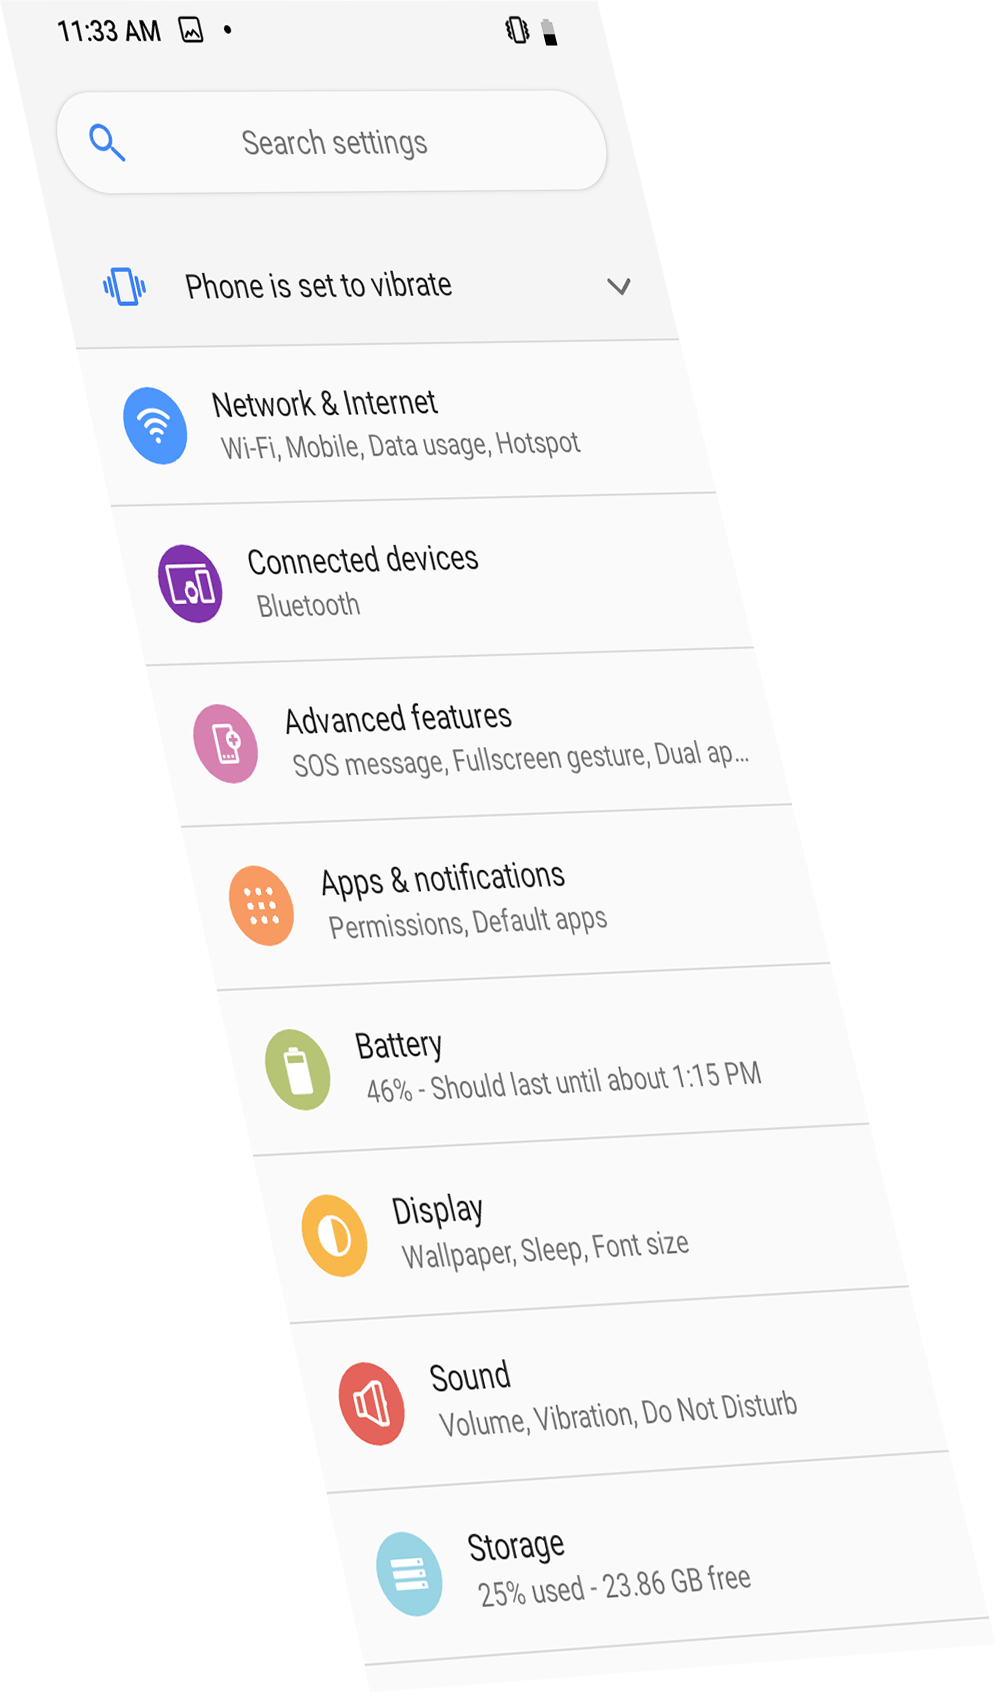 11:33 AM
Search settings
Phone is set to vibrate
Network & Internet
Wi-Fi, Mobile, Data usage, Hotspot
Connected devices
Bluetooth
Advanced features
SOS message, Fullscreen gesture, Dual ap...
Apps & notifications
Permissions, Default apps
Battery
46% - Should last until about 1:15 PM
Display
Wallpaper, Sleep, Font size
Sound
Volume, Vibration, Do Not Disturb
Storage
25% used - 23.86 GB free